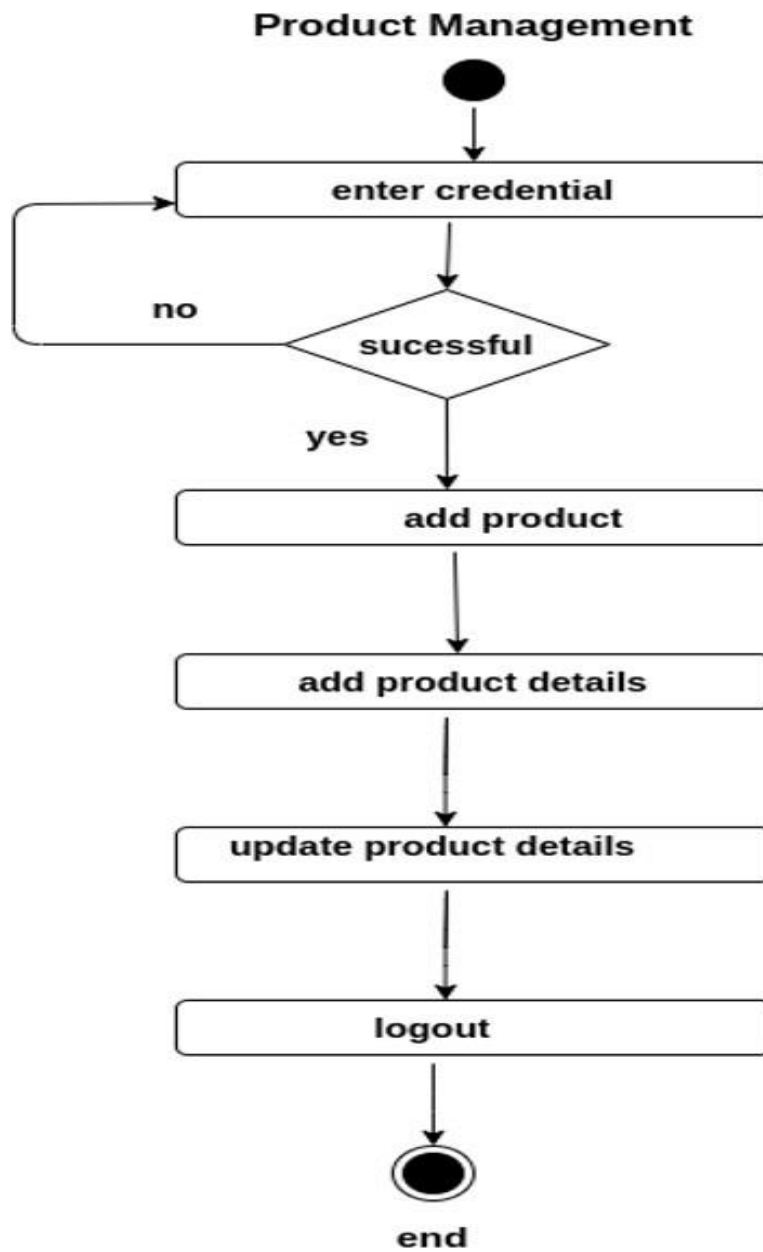 Product Management
enter credential
no
sucessful
yes
add product
add product details
update product details
logout
end